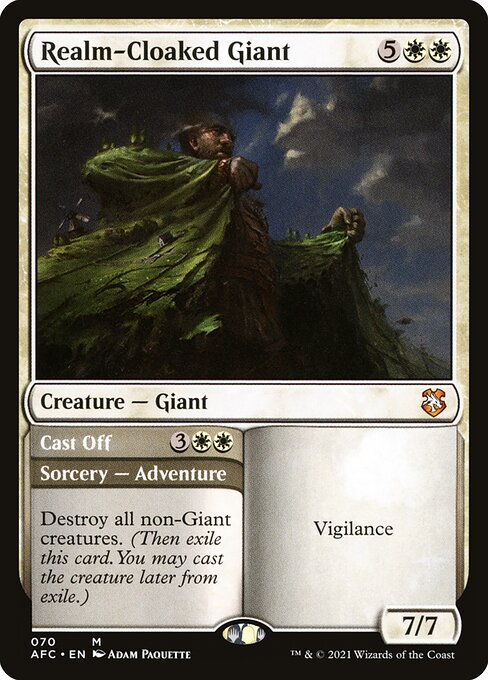 Realm-Cloaked Giant 5
Creature — Giant
Cast Off 3
Sorcery — Adventure
Destroy all non-Giant
creatures. (Then exile
this card. You may cast
the creature later from
exile.)
Vigilance
7/7
070 M
AFC • EN Adam Paquette
™ & © 2021 Wizards of the Coast